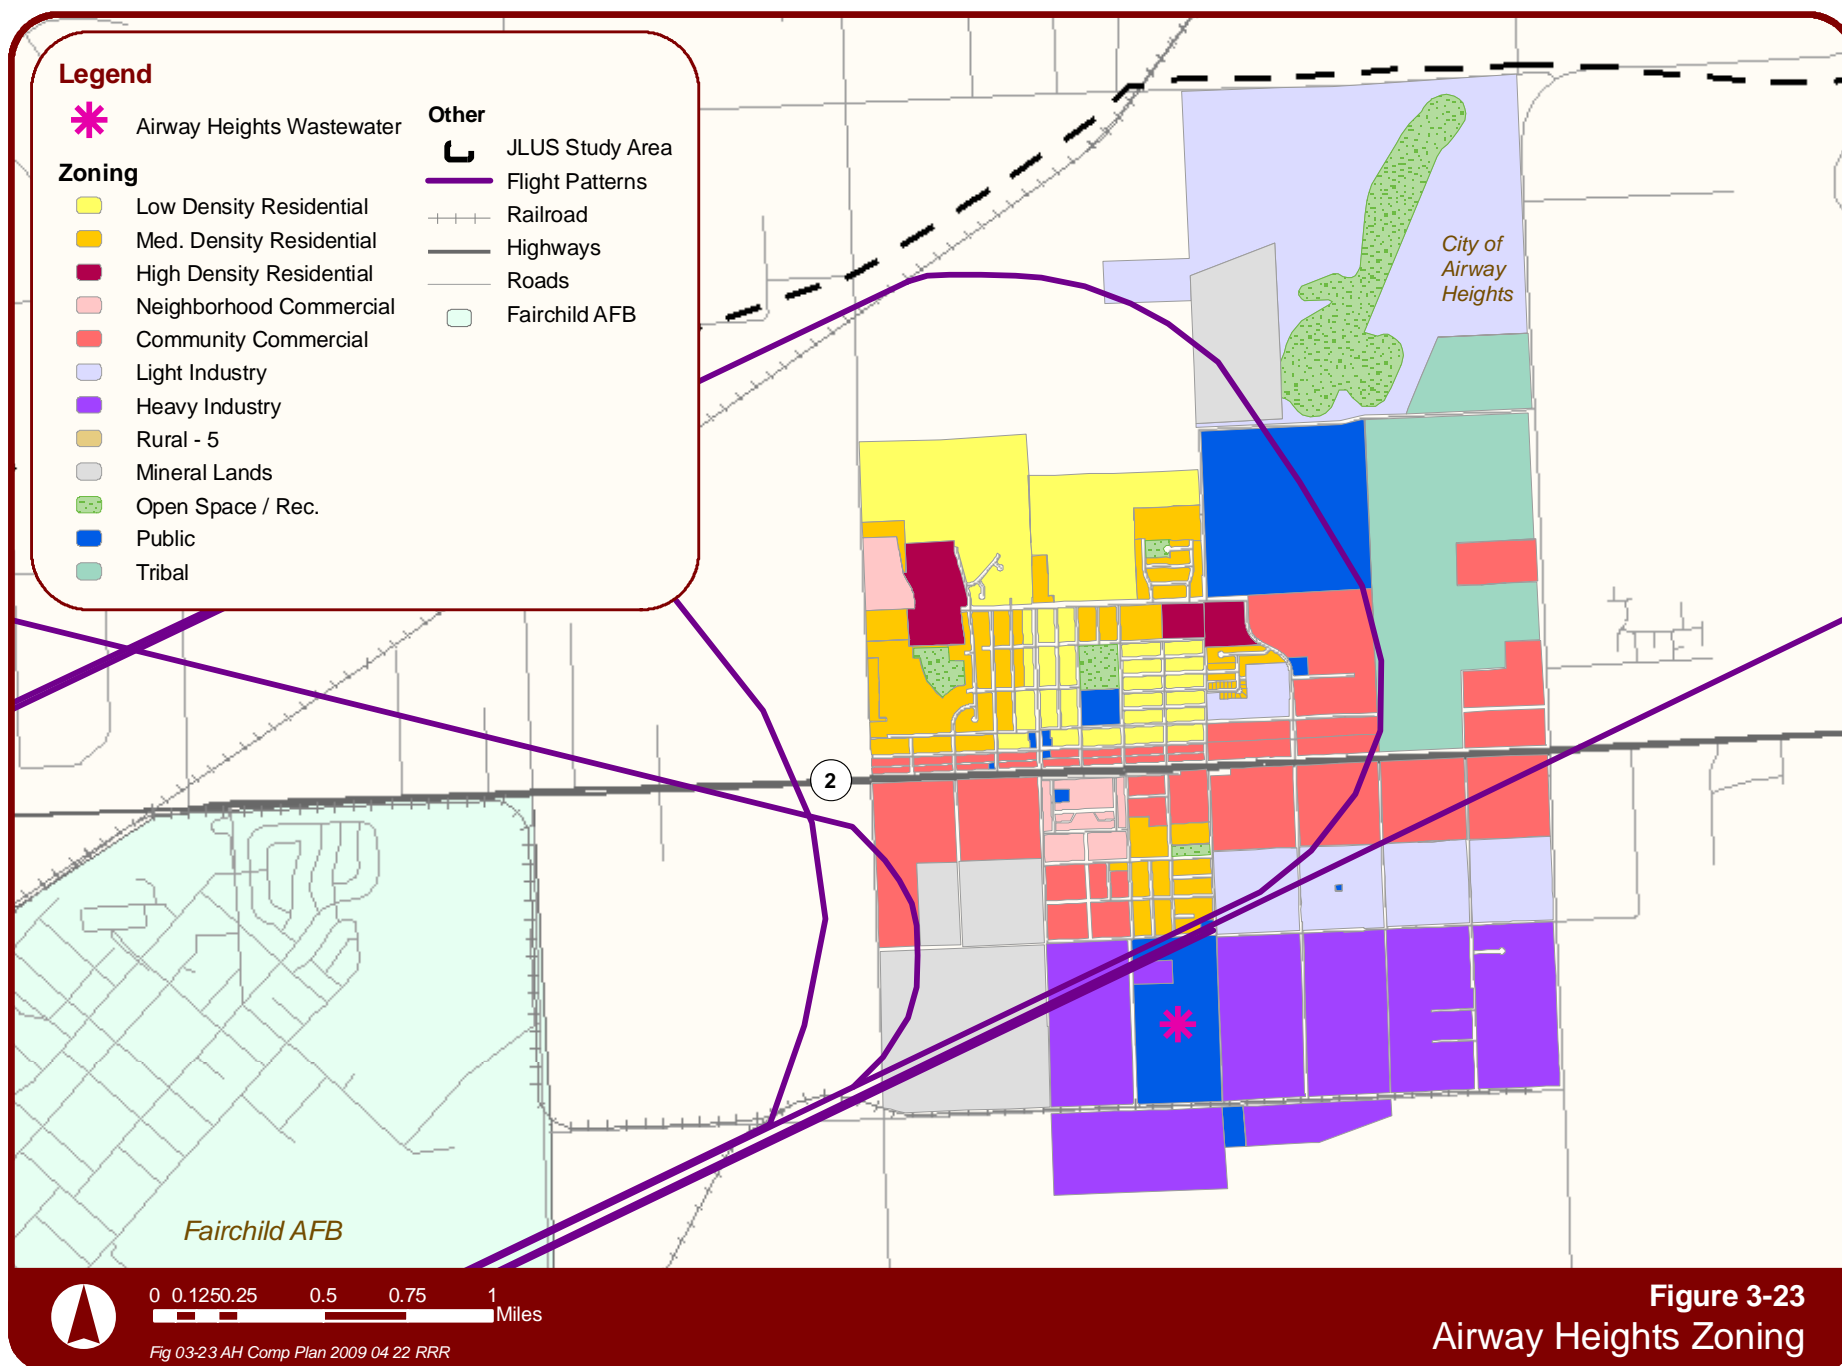 Legend
Airway Heights Wastewater
Zoning
Low Density Residential
Med. Density Residential
High Density Residential
Neighborhood Commercial
Community Commercial
Light Industry
Heavy Industry
Rural - 5
Mineral Lands
Open Space / Rec.
Public
Tribal
Other
JLUS Study Area
Flight Patterns
Railroad
Highways
Roads
Fairchild AFB
City of
Airway
Heights
2
Fairchild AFB
0 0.125 0.25 0.5 0.75 1
Miles
Fig 03-23 AH Comp Plan 2009 04 22 RRR
Figure 3-23
Airway Heights Zoning